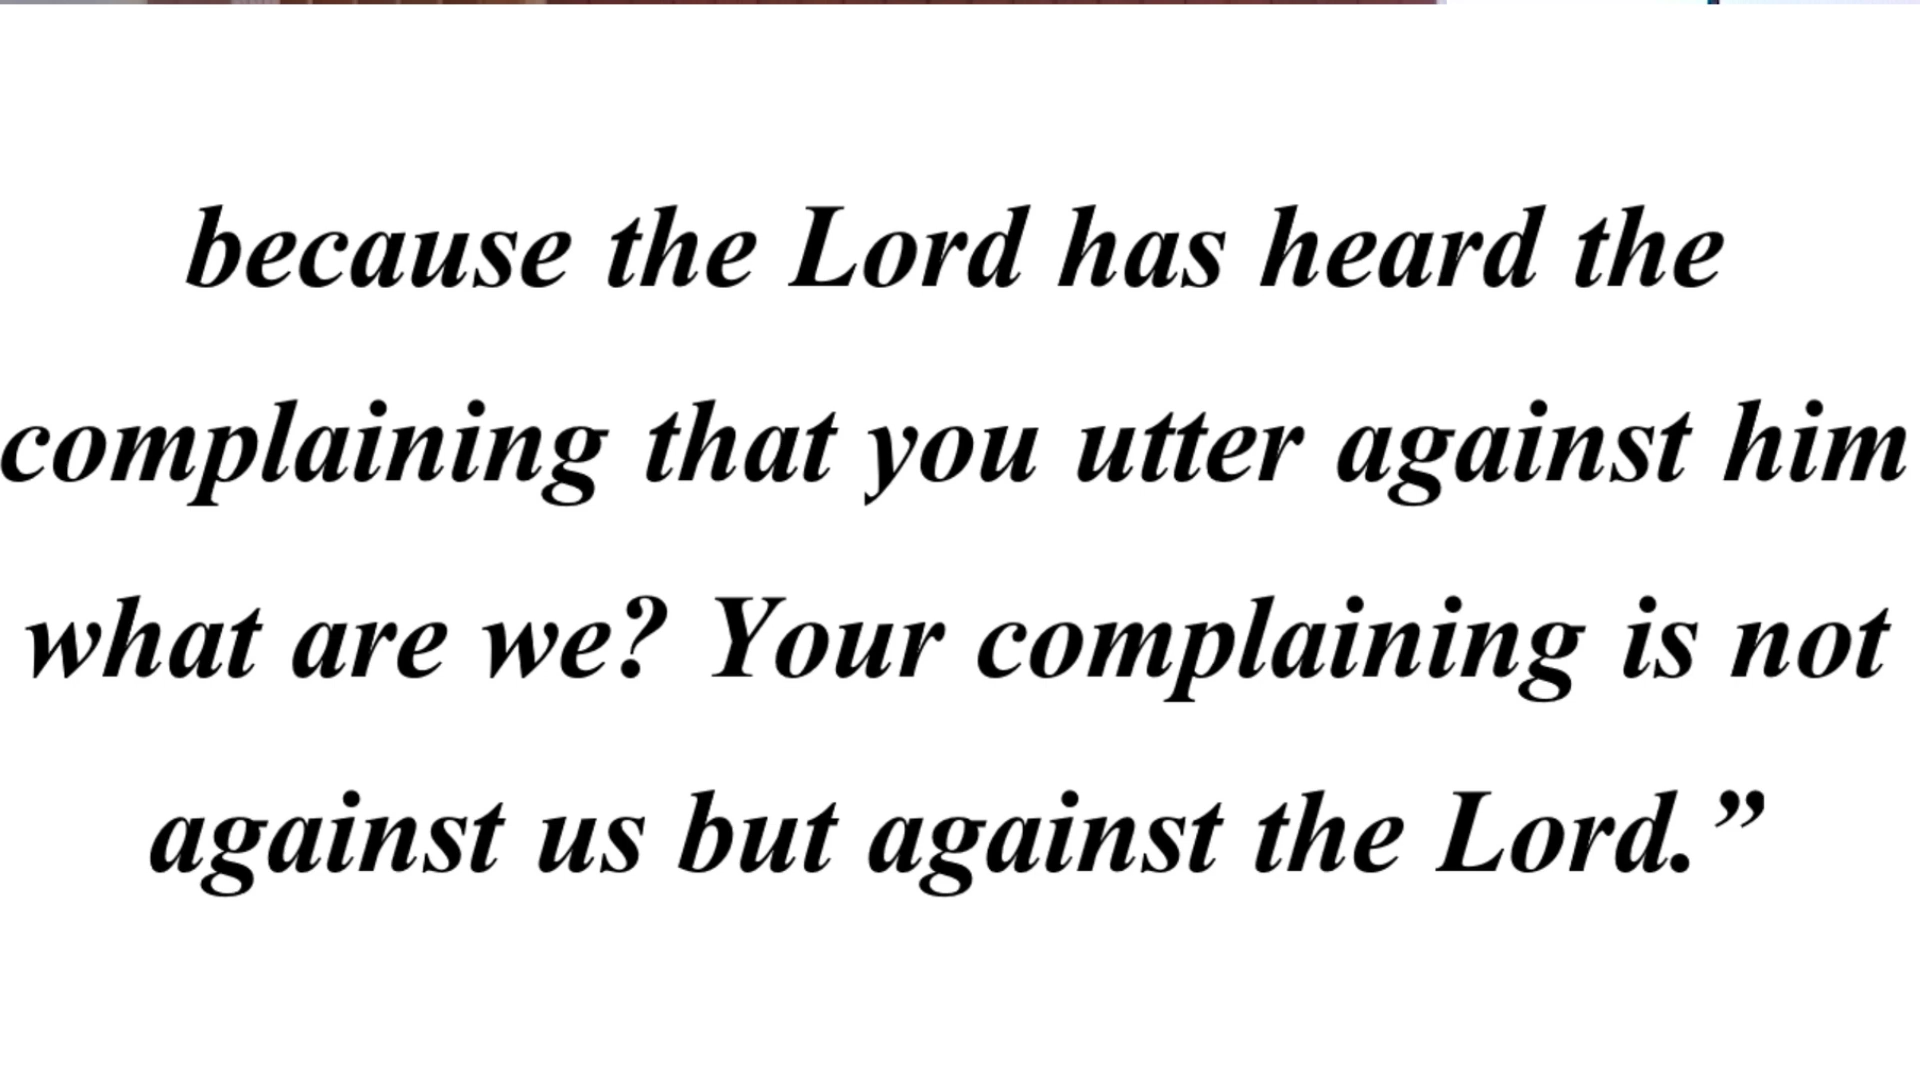 because the Lord has heard the
complaining that you utter against him
what are we? Your complaining is not
against us but against the Lord.”